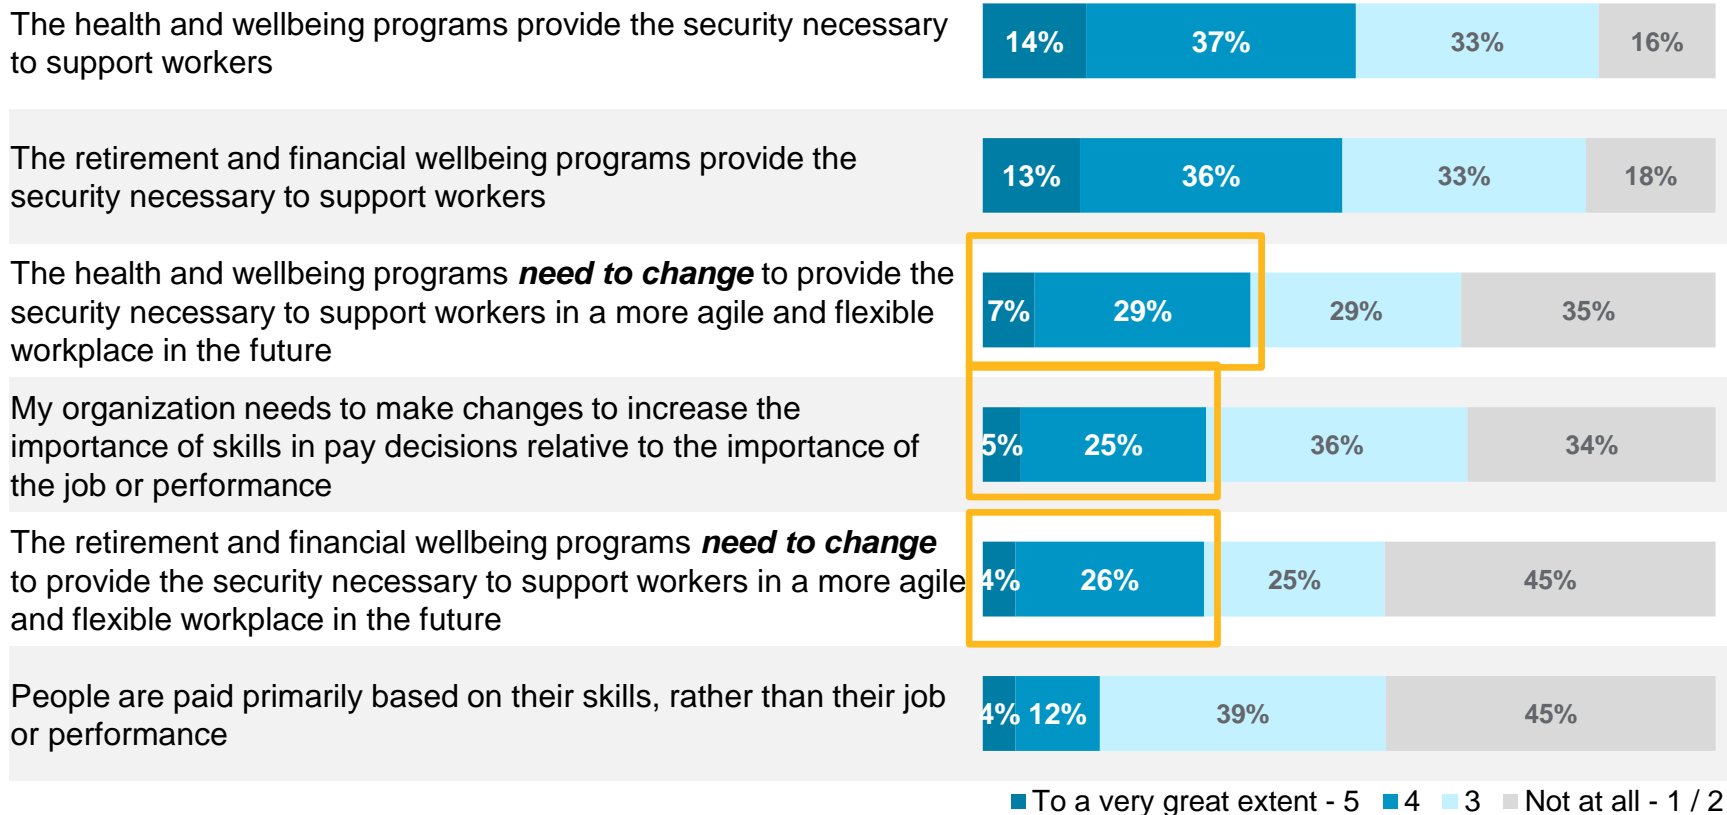 The health and wellbeing programs provide the security necessary
to support workers
14% 37% 33% 16%
The retirement and financial wellbeing programs provide the
security necessary to support workers
13% 36% 33% 18%
The health and wellbeing programs need to change to provide the
security necessary to support workers in a more agile and flexible
workplace in the future
7% 29% 29% 35%
My organization needs to make changes to increase the
importance of skills in pay decisions relative to the importance of
the job or performance
5% 25% 36% 34%
The retirement and financial wellbeing programs need to change
to provide the security necessary to support workers in a more agile
and flexible workplace in the future
4% 26% 25% 45%
People are paid primarily based on their skills, rather than their job
or performance
4% 12% 39% 45%
To a very great extent - 5 4 3 Not at all - 1 / 2